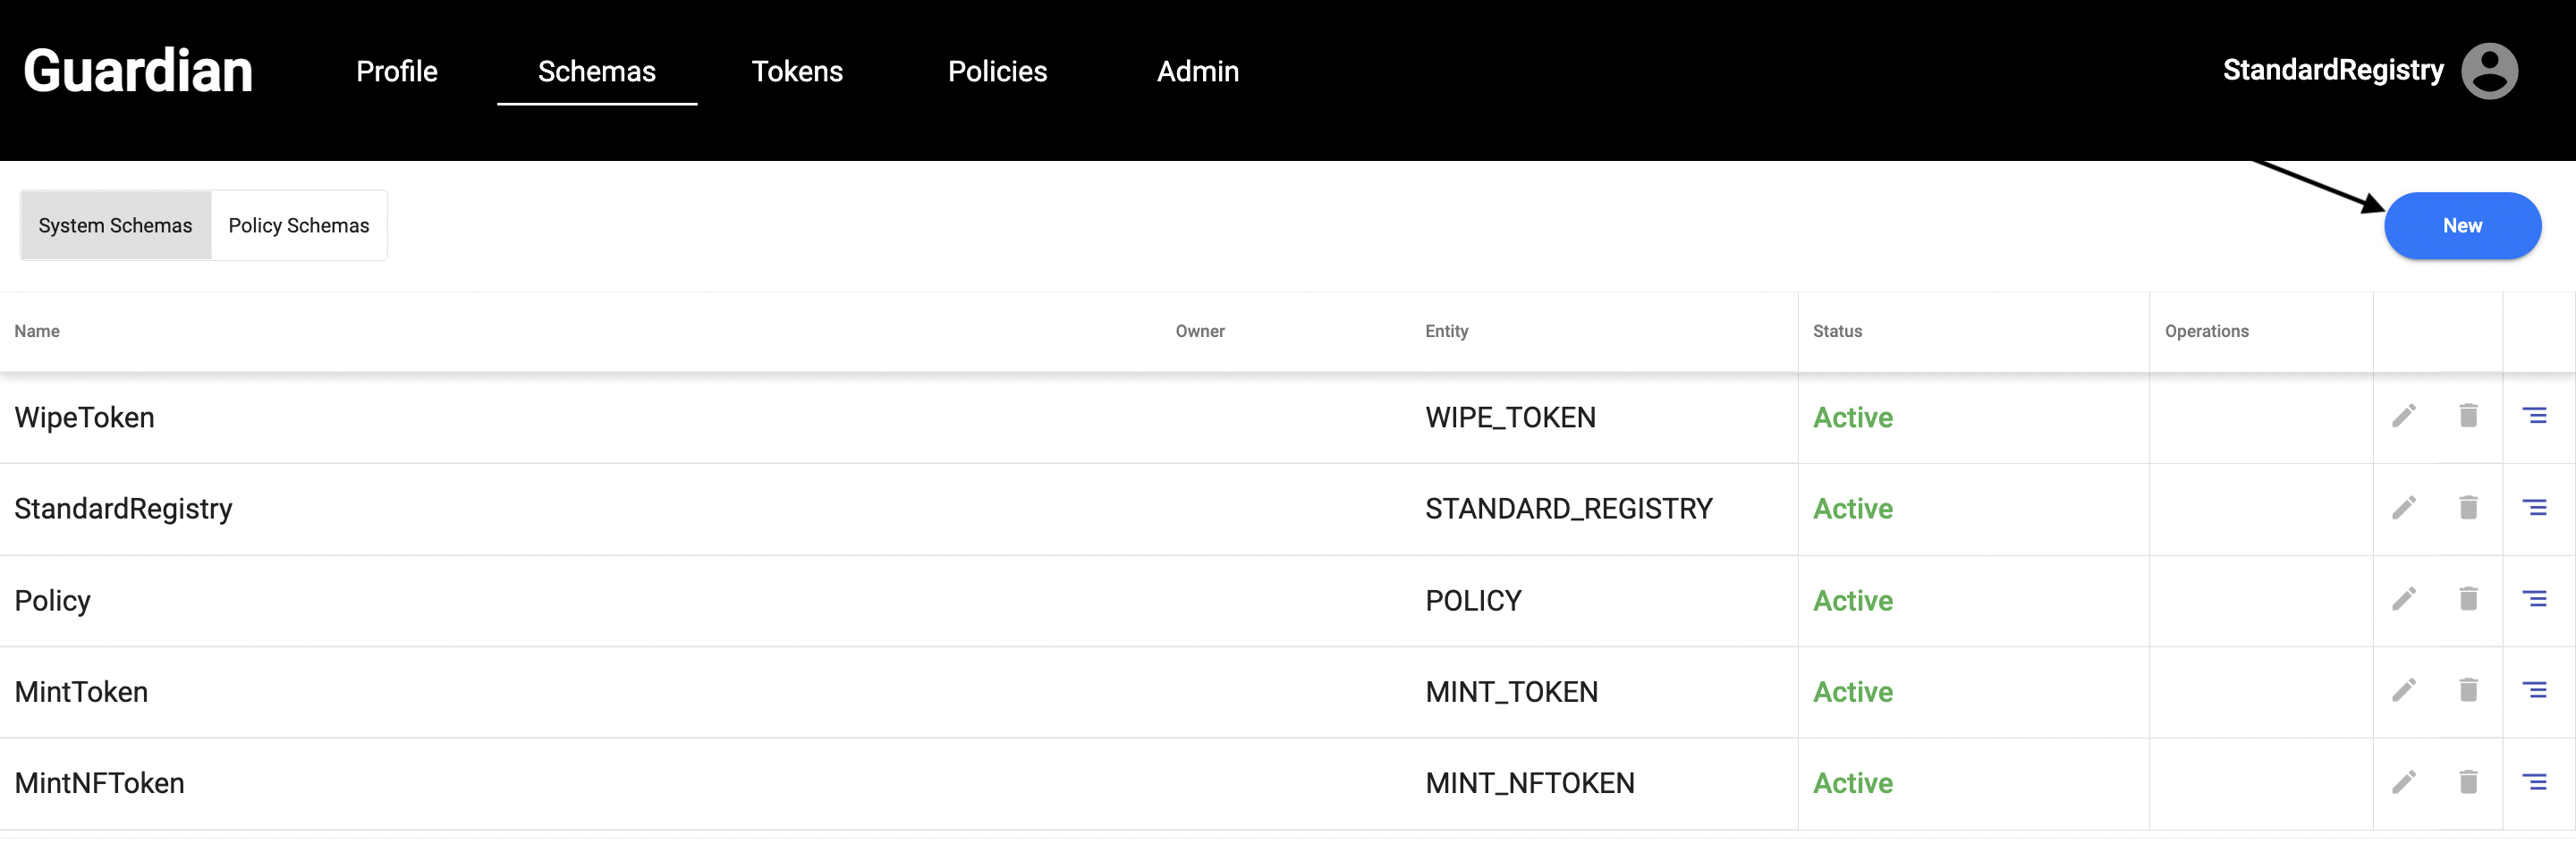 Guardian Profile Schemas Tokens Policies Admin StandardRegistry
System Schemas Policy Schemas New
Name Owner Entity Status Operations
WipeToken WIPE_TOKEN Active
StandardRegistry STANDARD_REGISTRY Active
Policy POLICY Active
MintToken MINT_TOKEN Active
MintNFToken MINT_NFTOKEN Active